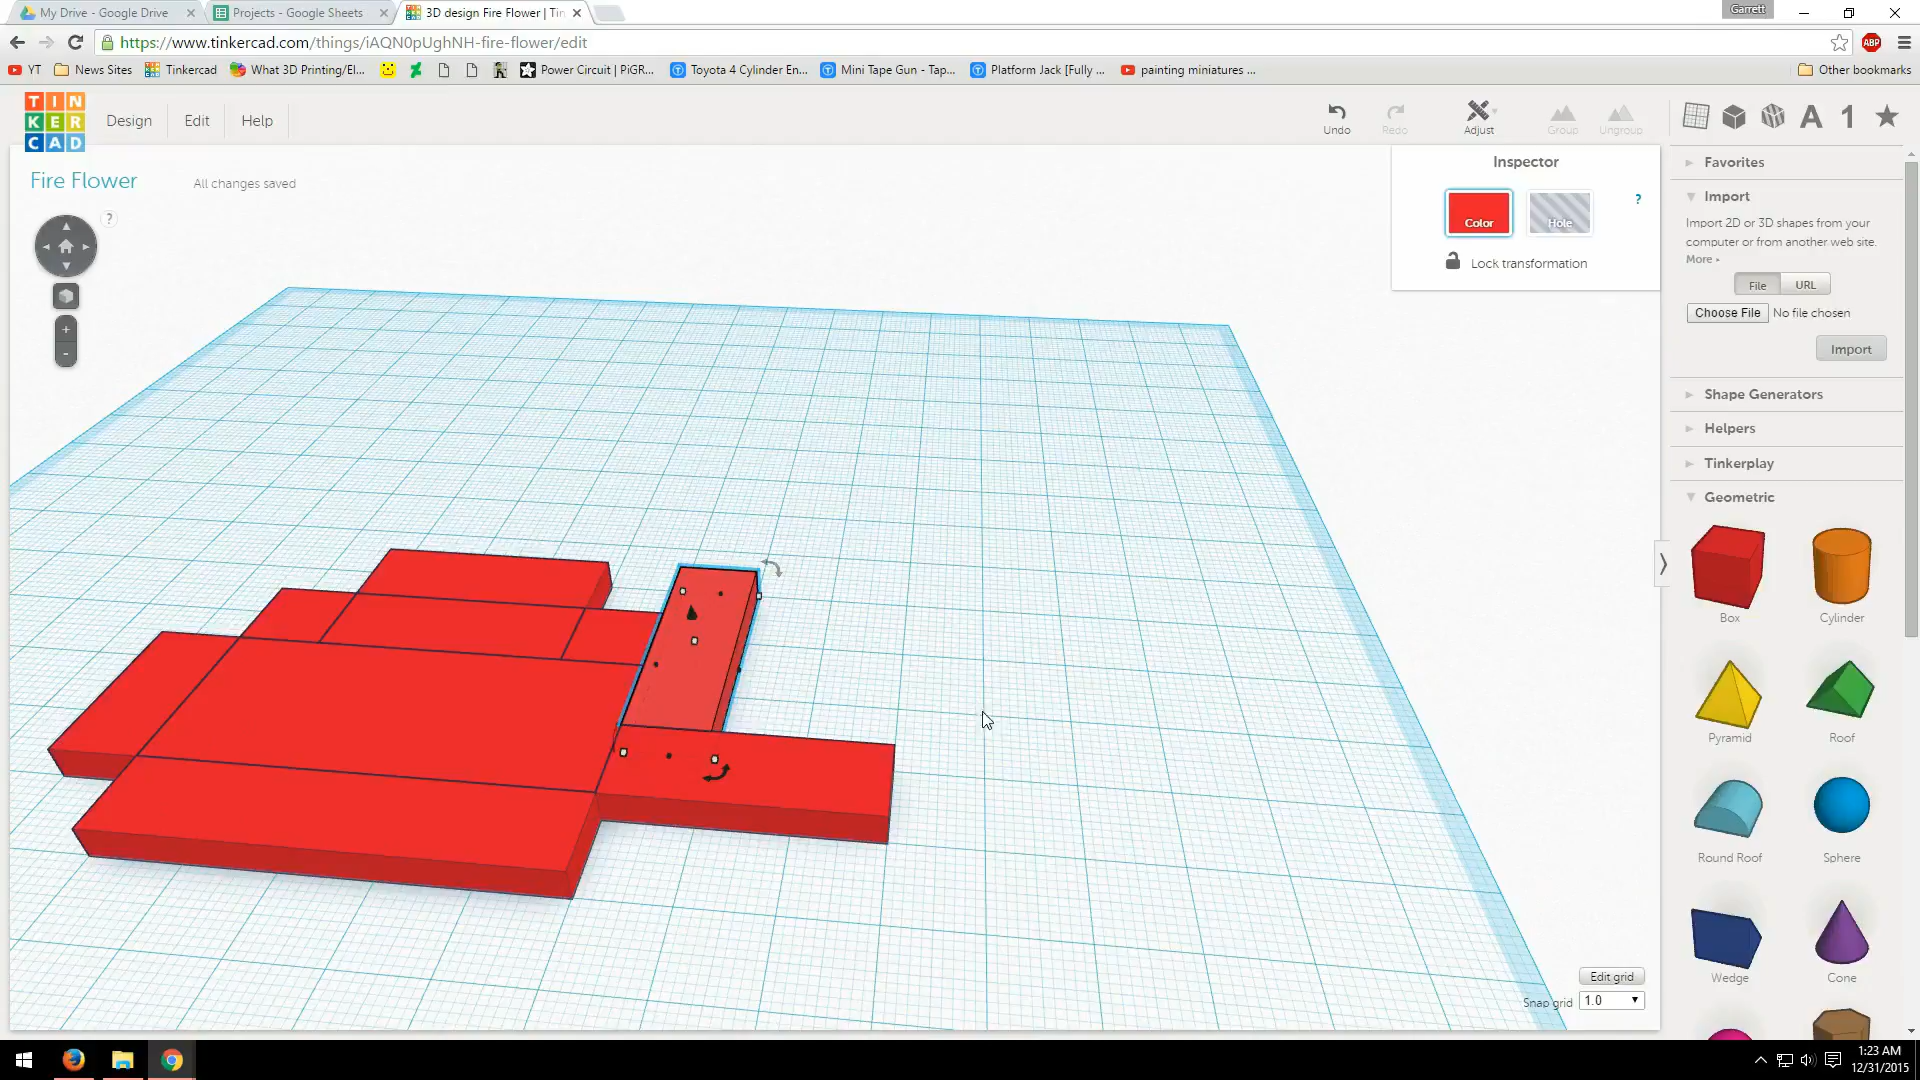 My Drive - Google Drive
Projects - Google Sheets
3D design Fire Flower | Tin
Garrett
https://www.tinkercad.com/things/iAQN0pUghNH-fire-flower/edit
ABP
YT
News Sites
Tinkercad
What 3D Printing/El...
Power Circuit | PiGR...
Toyota 4 Cylinder En...
Mini Tape Gun - Tap...
Platform Jack [Fully ...
painting miniatures ...
Other bookmarks
TIN
KER
CAD
Design
Edit
Help
Undo
Redo
Adjust
Group
Ungroup
A
1
Fire Flower
All changes saved
?
+
-
Inspector
Color
Hole
?
Lock transformation
Favorites
Import
Import 2D or 3D shapes from your
computer or from another web site.
More
File
URL
Choose File
No file chosen
Import
Shape Generators
Helpers
Tinkerplay
Geometric
Box
Cylinder
Pyramid
Roof
Round Roof
Sphere
Wedge
Cone
Edit grid
Snap grid
1.0
1:23 AM
12/31/2015